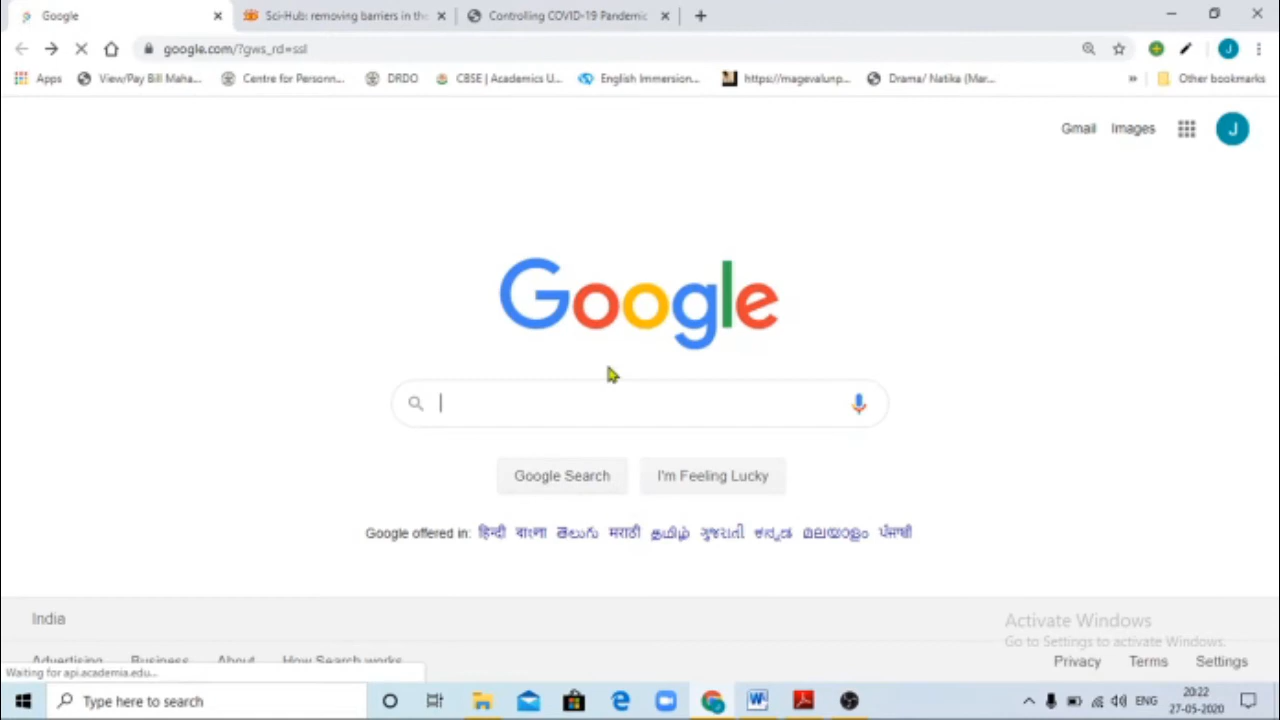 Google
Sci-Hub: removing barriers in the
Controlling COVID-19 Pandemic
google.com/?gws_rd=ssl
Apps
View/Pay Bill Maha...
Centre for Personn...
DRDO
CBSE | Academics U...
English Immersion...
https://magevalunp...
Drama/ Natika (Mar...
»
Other bookmarks
Gmail
Images
J
Google
Google Search
I'm Feeling Lucky
Google offered in: हिन्दी বাংলা తెలుగు मराठी தமிழ் ગુજરાતી ಕನ್ನಡ മലയാളം ਪੰਜਾਬੀ
India
Activate Windows
Go to Settings to activate Windows.
Advertising Business About How Search works
Privacy Terms Settings
Waiting for api.academia.edu...
Type here to search
ENG
20:22
27-05-2020